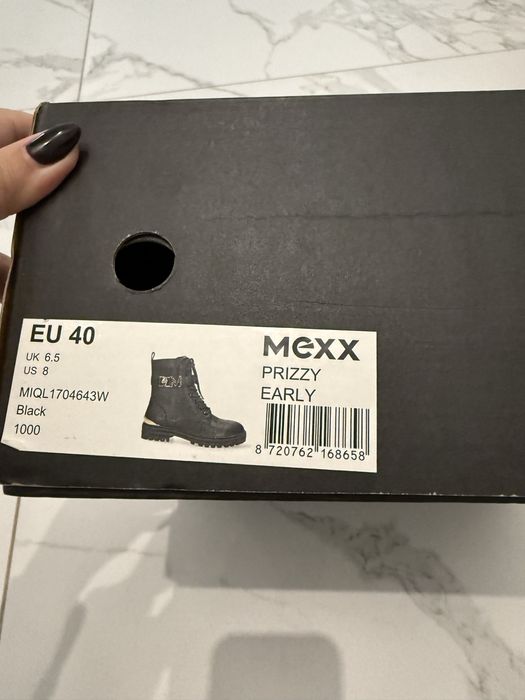 EU 40
UK 6.5
US 8
MIQL1704643W
Black
1000
Mexx
PRIZZY
EARLY
8 720762 168658